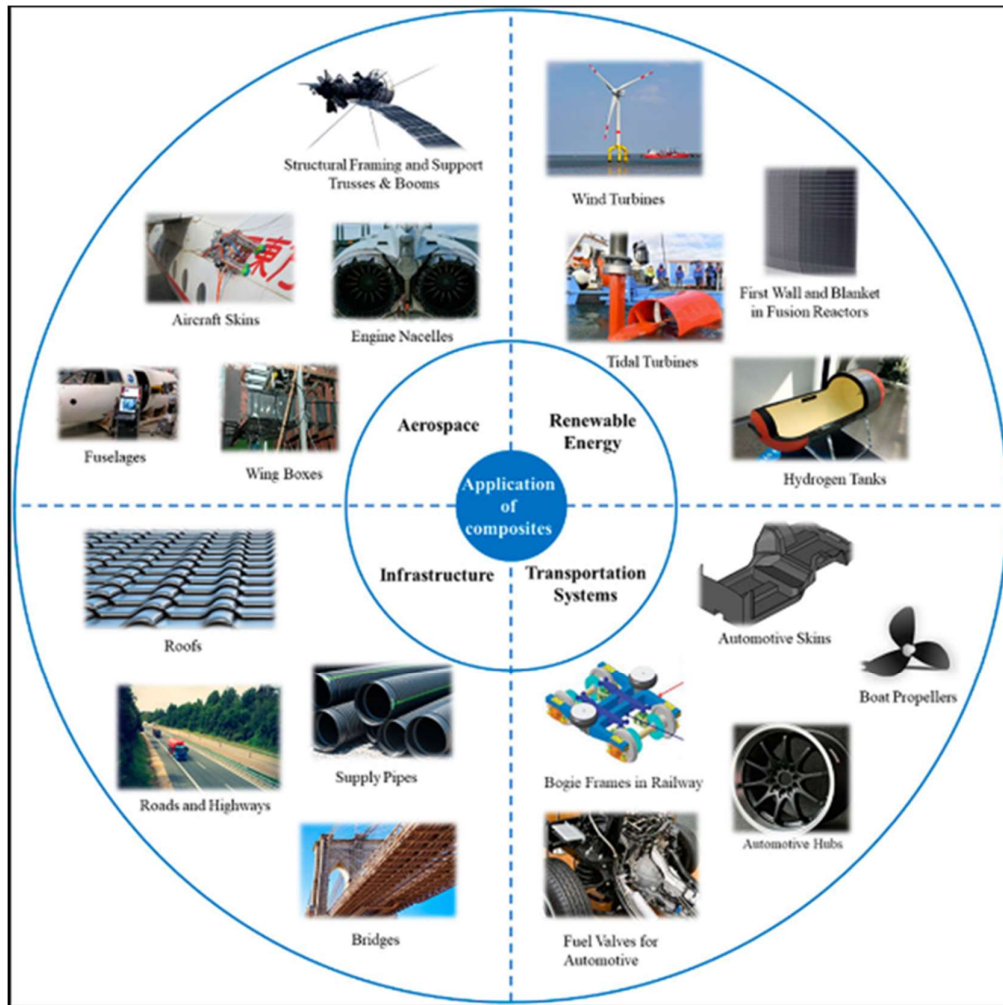 Structural Framing and Support
Trusses & Booms
Aircraft Skins
Engine Nacelles
Fuselages
Wing Boxes
Wind Turbines
First Wall and Blanket
in Fusion Reactors
Tidal Turbines
Hydrogen Tanks
Aerospace
Renewable
Energy
Application
of
composites
Infrastructure
Transportation
Systems
Roofs
Supply Pipes
Roads and Highways
Bridges
Automotive Skins
Boat Propellers
Bogie Frames in Railway
Automotive Hubs
Fuel Valves for
Automotive